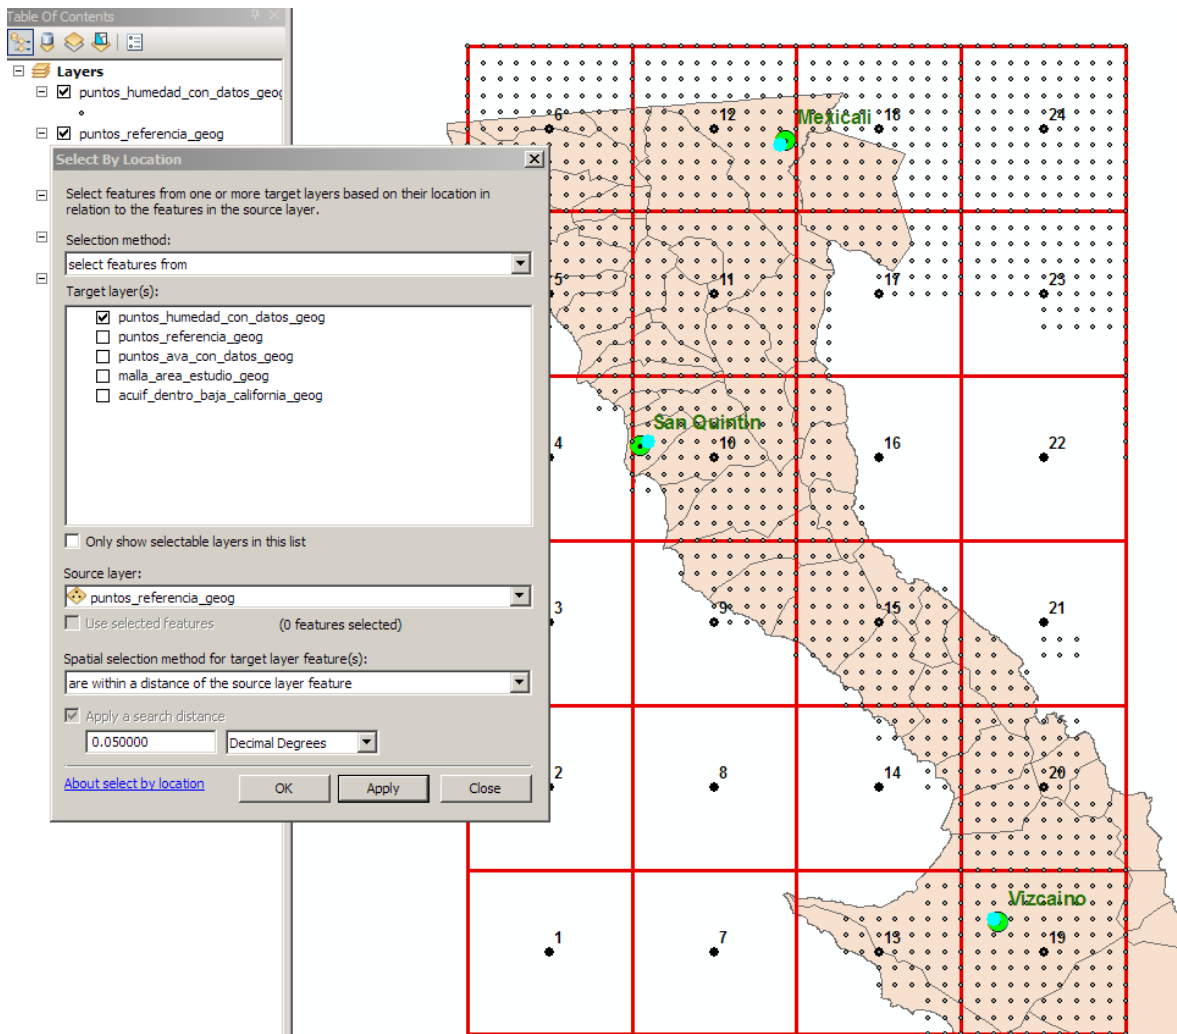 Table Of Contents
Layers
puntos_humedad_con_datos_geog
puntos_referencia_geog
Select By Location
Select features from one or more target layers based on their location in
relation to the features in the source layer.
Selection method:
select features from
Target layer(s):
puntos_humedad_con_datos_geog
puntos_referencia_geog
puntos_ava_con_datos_geog
malla_area_estudio_geog
acuif_dentro_baja_california_geog
Only show selectable layers in this list
Source layer:
puntos_referencia_geog
Use selected features (0 features selected)
Spatial selection method for target layer feature(s):
are within a distance of the source layer feature
Apply a search distance
0.050000 Decimal Degrees
About select by location OK Apply Close
6 12 Mexicali 18 24
5 11 17 23
San Quintin
4 10 16 22
3 9 15 21
2 8 14 20
Vizcaino
1 7 13 19